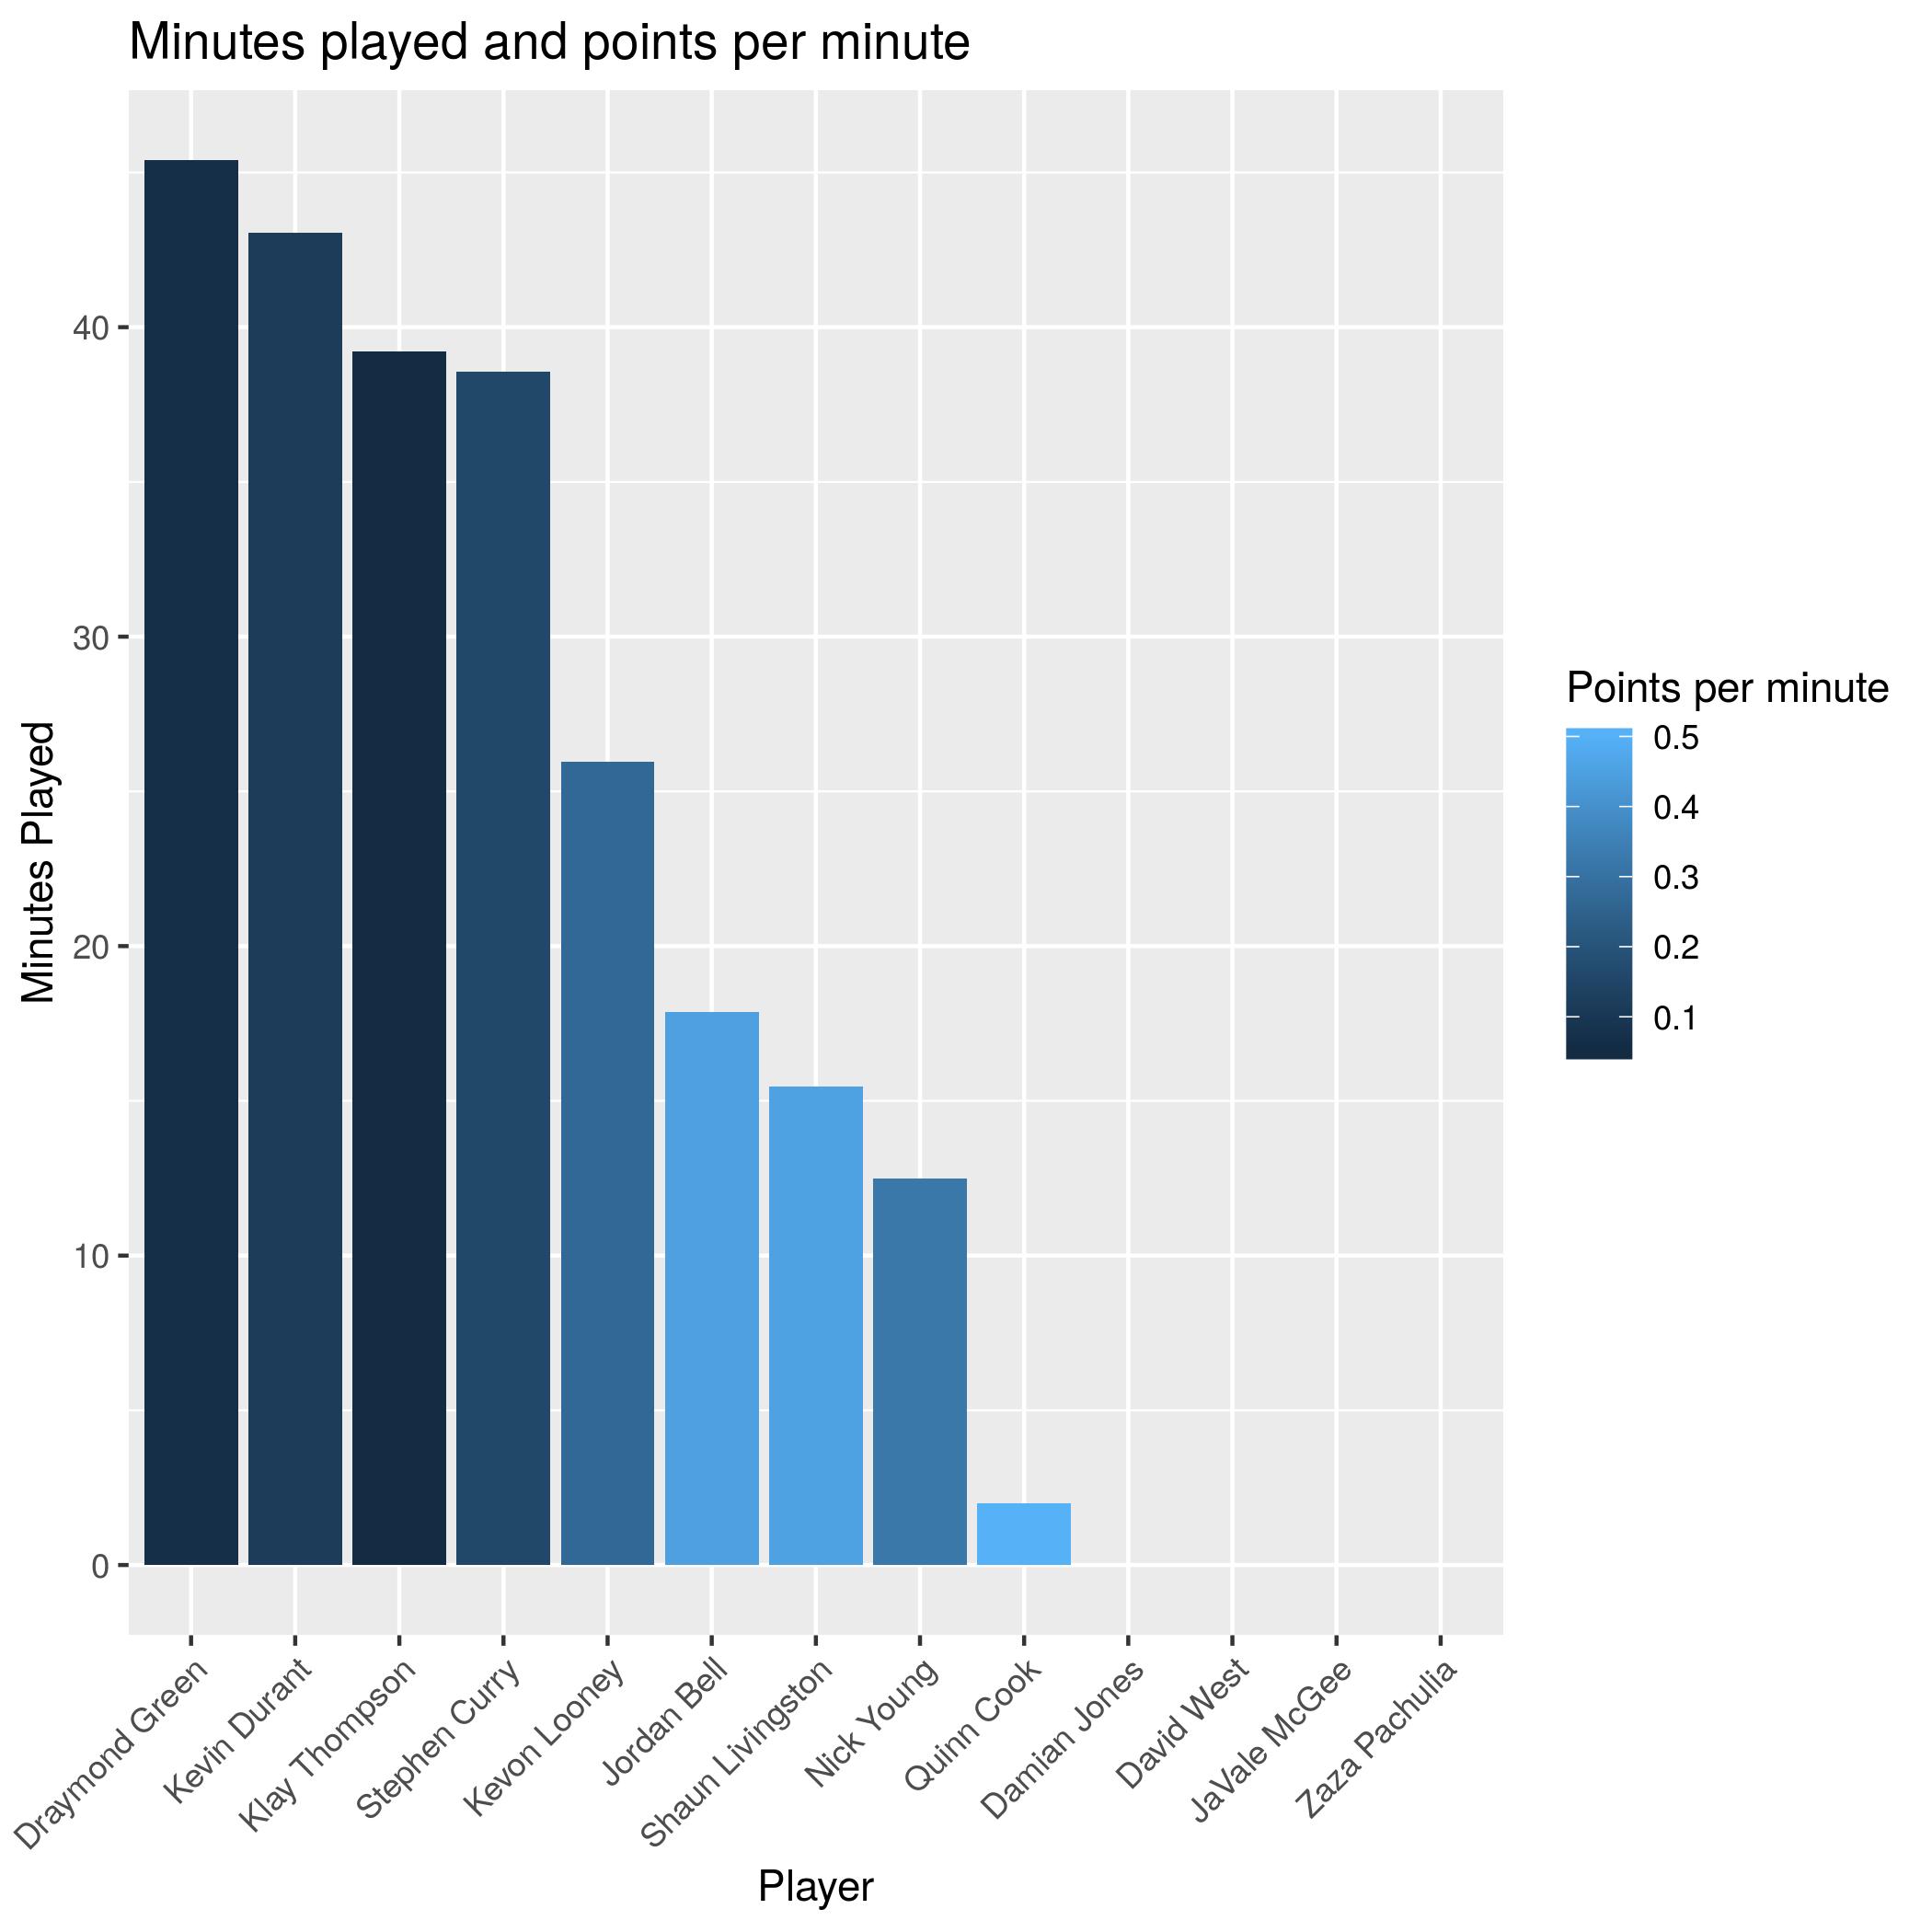 Minutes played and points per minute
Minutes Played
40
30
20
10
0
Draymond Green
Kevin Durant
Klay Thompson
Stephen Curry
Kevon Looney
Jordan Bell
Shaun Livingston
Nick Young
Quinn Cook
Damian Jones
David West
JaVale McGee
Zaza Pachulia
Player
Points per minute
0.5
0.4
0.3
0.2
0.1